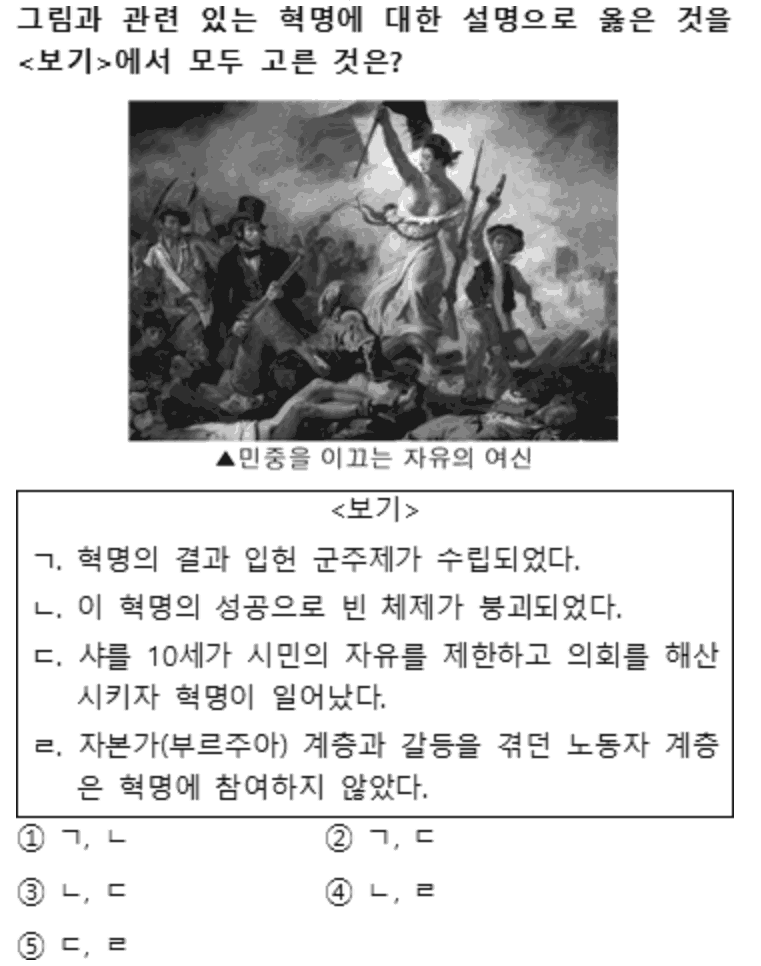 그림과 관련 있는 혁명에 대한 설명으로 옳은 것을
<보기>에서 모두 고른 것은?
▲민중을 이끄는 자유의 여신
<보기>
ㄱ. 혁명의 결과 입헌 군주제가 수립되었다.
ㄴ. 이 혁명의 성공으로 빈 체제가 붕괴되었다.
ㄷ. 샤를 10세가 시민의 자유를 제한하고 의회를 해산
시키자 혁명이 일어났다.
ㄹ. 자본가(부르주아) 계층과 갈등을 겪던 노동자 계층
은 혁명에 참여하지 않았다.
① ㄱ, ㄴ ② ㄱ, ㄷ
③ ㄴ, ㄷ ④ ㄴ, ㄹ
⑤ ㄷ, ㄹ